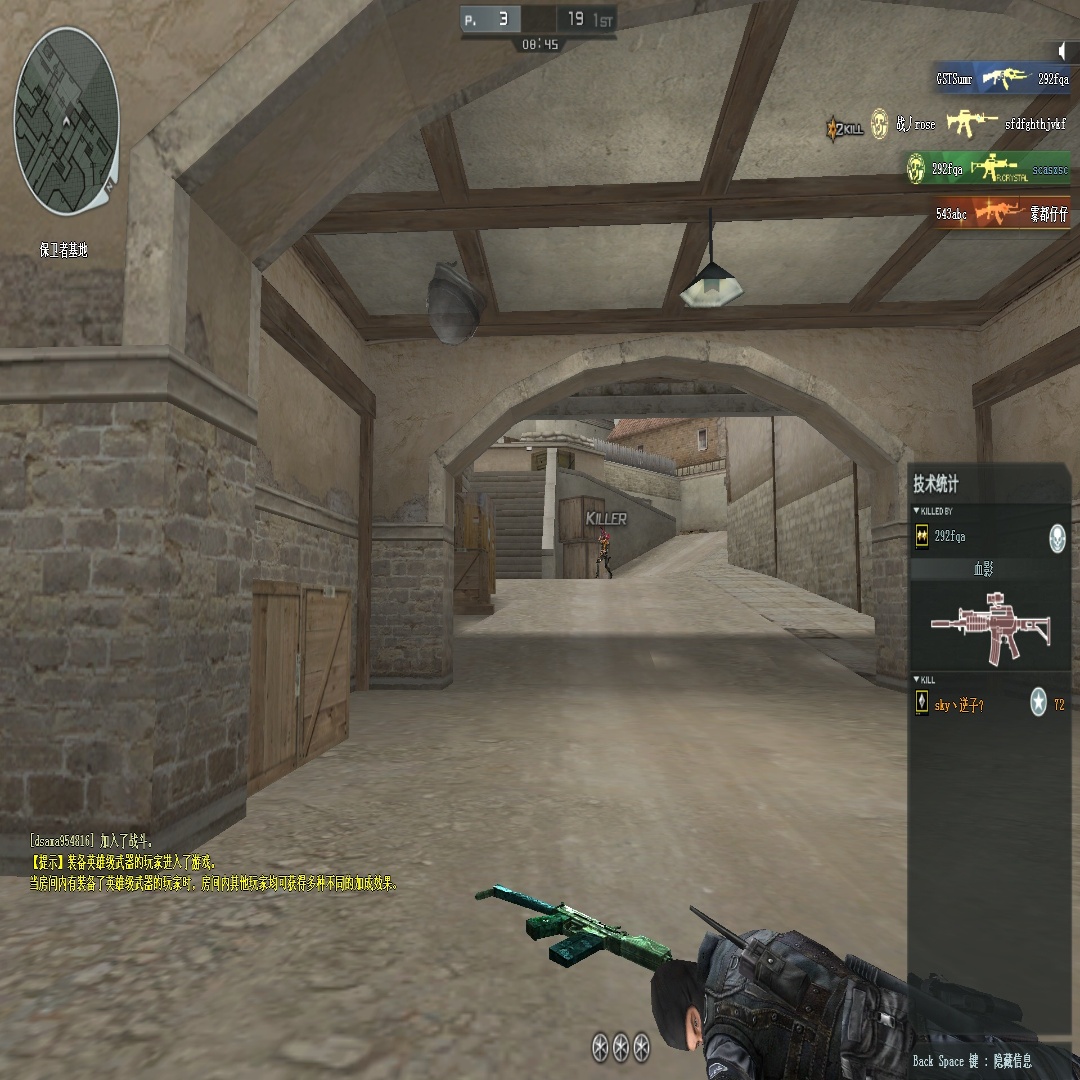 P. 3 19 1ST
08:45
GSTSumr 292fqa
2KILL 战丿rose sfdfghthjvkf
292fqa R.CRYSTAL scaszsc
543abc 雾都仔仔
N
保卫者基地
KILLER
技术统计
KILLED BY
292fqa
血影
KILL
sky丶逆子? 72
[dsama954816] 加入了战斗。
【提示】装备英雄级武器的玩家进入了游戏。
当房间内有装备了英雄级武器的玩家时，房间内其他玩家均可获得多种不同的加成效果。
Back Space 键 : 隐藏信息